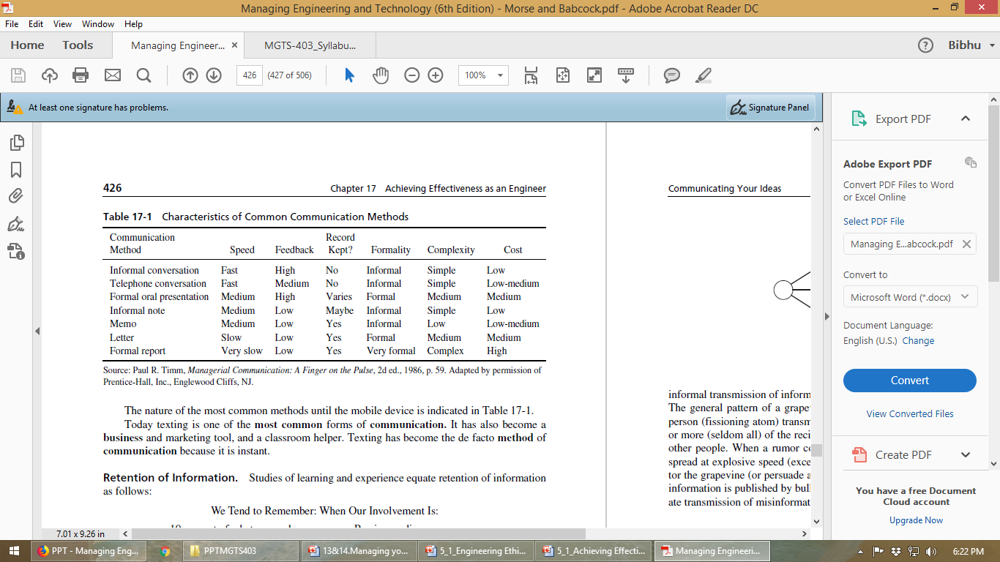 Managing Engineering and Technology (6th Edition) - Morse and Babcock.pdf - Adobe Acrobat Reader DC
File Edit View Window Help
Home Tools Managing Engineer... × MGTS-403_Syllabu... Bibhu
426 (427 of 506) 100%
At least one signature has problems. Signature Panel
426 Chapter 17 Achieving Effectiveness as an Engineer
Table 17-1 Characteristics of Common Communication Methods
Communication Method Speed Feedback Record Kept? Formality Complexity Cost
Informal conversation Fast High No Informal Simple Low
Telephone conversation Fast Medium No Informal Simple Low-medium
Formal oral presentation Medium High Varies Formal Medium Medium
Informal note Medium Low Maybe Informal Simple Low
Memo Medium Low Yes Informal Low Low-medium
Letter Slow Low Yes Formal Medium Medium
Formal report Very slow Low Yes Very formal Complex High
Source: Paul R. Timm, Managerial Communication: A Finger on the Pulse, 2d ed., 1986, p. 59. Adapted by permission of
Prentice-Hall, Inc., Englewood Cliffs, NJ.
The nature of the most common methods until the mobile device is indicated in Table 17-1.
Today texting is one of the most common forms of communication. It has also become a
business and marketing tool, and a classroom helper. Texting has become the de facto method of
communication because it is instant.
Retention of Information. Studies of learning and experience equate retention of information
as follows:
We Tend to Remember: When Our Involvement Is:
Communicating Your Ideas
informal transmission of inform
The general pattern of a grape
person (fissioning atom) transm
or more (seldom all) of the reci
other people. When a rumor co
spread at explosive speed (exce
tor the grapevine (or persuade a
information is published by bull
ate transmission of misinformat
Export PDF
Adobe Export PDF
Convert PDF Files to Word
or Excel Online
Select PDF File
Managing E...abcock.pdf
Convert to
Microsoft Word (*.docx)
Document Language:
English (U.S.) Change
Convert
View Converted Files
Create PDF
You have a free Document
Cloud account
Upgrade Now
7.01 x 9.26 in
PPT - Managing Eng... PPTMGTS403 13&14.Managing yo... 5_1_Engineering Ethi... 5_1_Achieving Effecti... Managing Engineeri... 6:22 PM